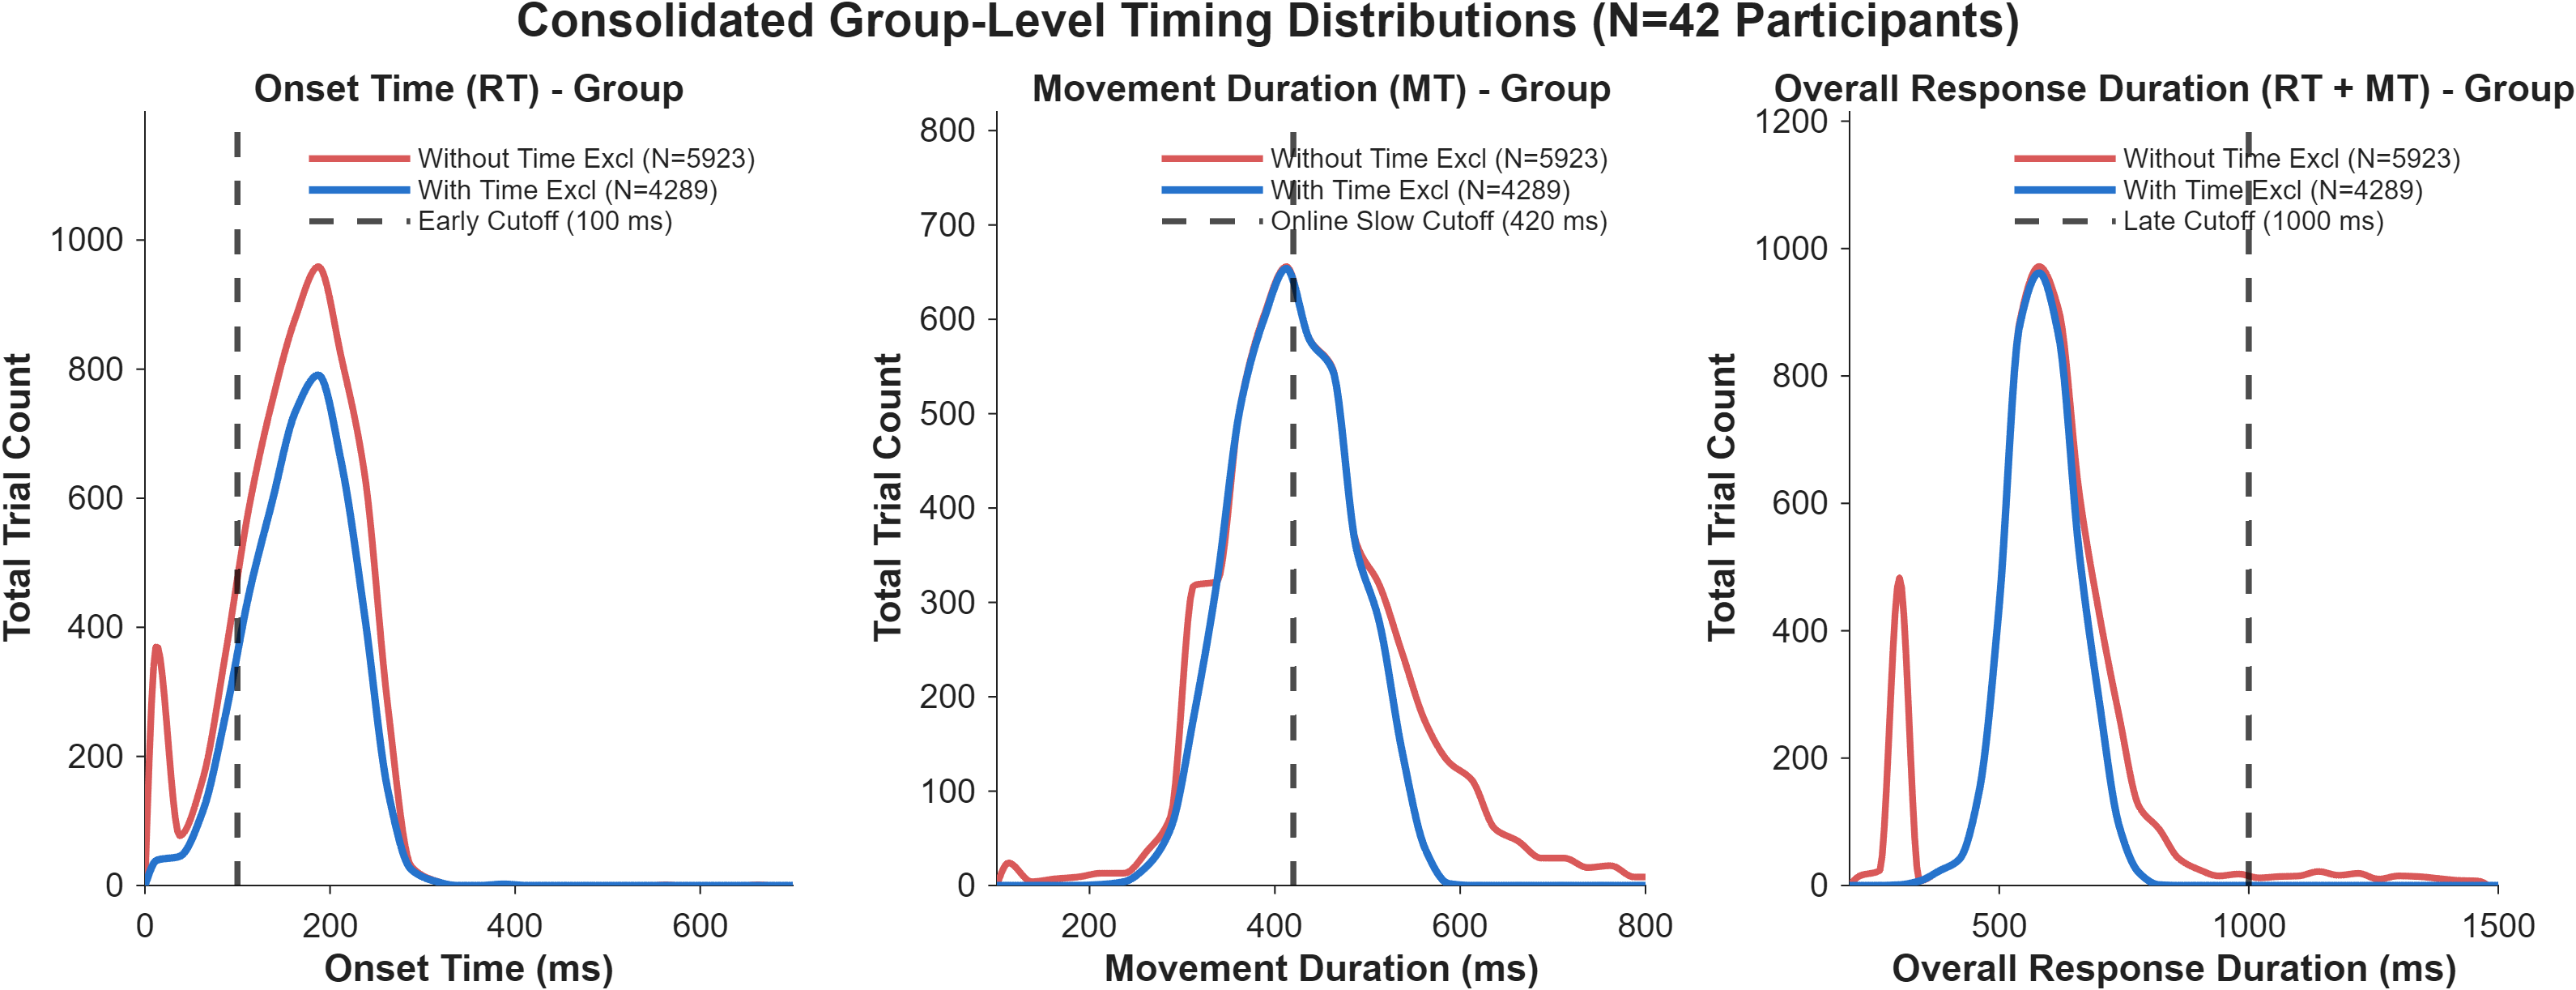 Consolidated Group-Level Timing Distributions (N=42 Participants)
Onset Time (RT) - Group
Total Trial Count
1000
800
600
400
200
0
Without Time Excl (N=5923)
With Time Excl (N=4289)
Early Cutoff (100 ms)
0 200 400 600
Onset Time (ms)
Movement Duration (MT) - Group
Total Trial Count
800
700
600
500
400
300
200
100
0
Without Time Excl (N=5923)
With Time Excl (N=4289)
Online Slow Cutoff (420 ms)
200 400 600 800
Movement Duration (ms)
Overall Response Duration (RT + MT) - Group
Total Trial Count
1200
1000
800
600
400
200
0
Without Time Excl (N=5923)
With Time Excl (N=4289)
Late Cutoff (1000 ms)
500 1000 1500
Overall Response Duration (ms)